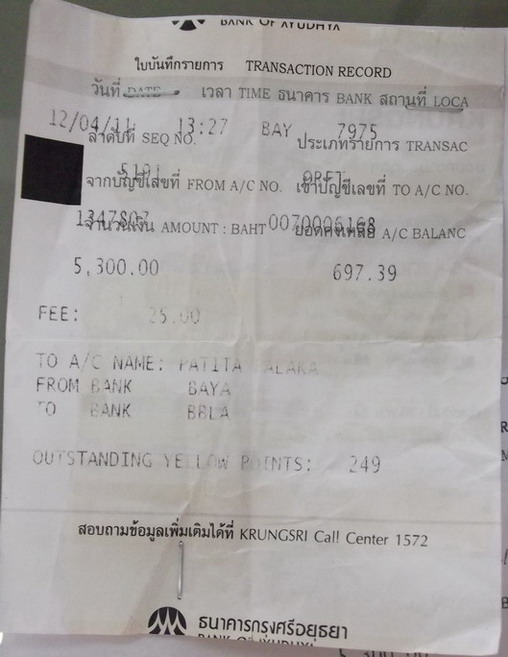 BANK OF AYUDHYA
ใบบันทึกรายการ TRANSACTION RECORD
วันที่ DATE เวลา TIME ธนาคาร BANK สถานที่ LOCA
12/04/11 13:27 BAY 7975
ลำดับที่ SEQ NO. ประเภทรายการ TRANSAC
จากบัญชีเลขที่ FROM A/C NO. เข้าบัญชีเลขที่ TO A/C NO.
0070006168
จำนวนเงิน AMOUNT : BAHT ยอดคงเหลือ A/C BALANC
5,300.00 697.39
FEE: 25.00
TO A/C NAME: PATITA
FROM BANK BAYA
TO BANK BBLA
OUTSTANDING YELLOW POINTS: 249
สอบถามข้อมูลเพิ่มเติมได้ที่ KRUNGSRI Call Center 1572
ธนาคารกรุงศรีอยุธยา
BANK OF AYUDHYA